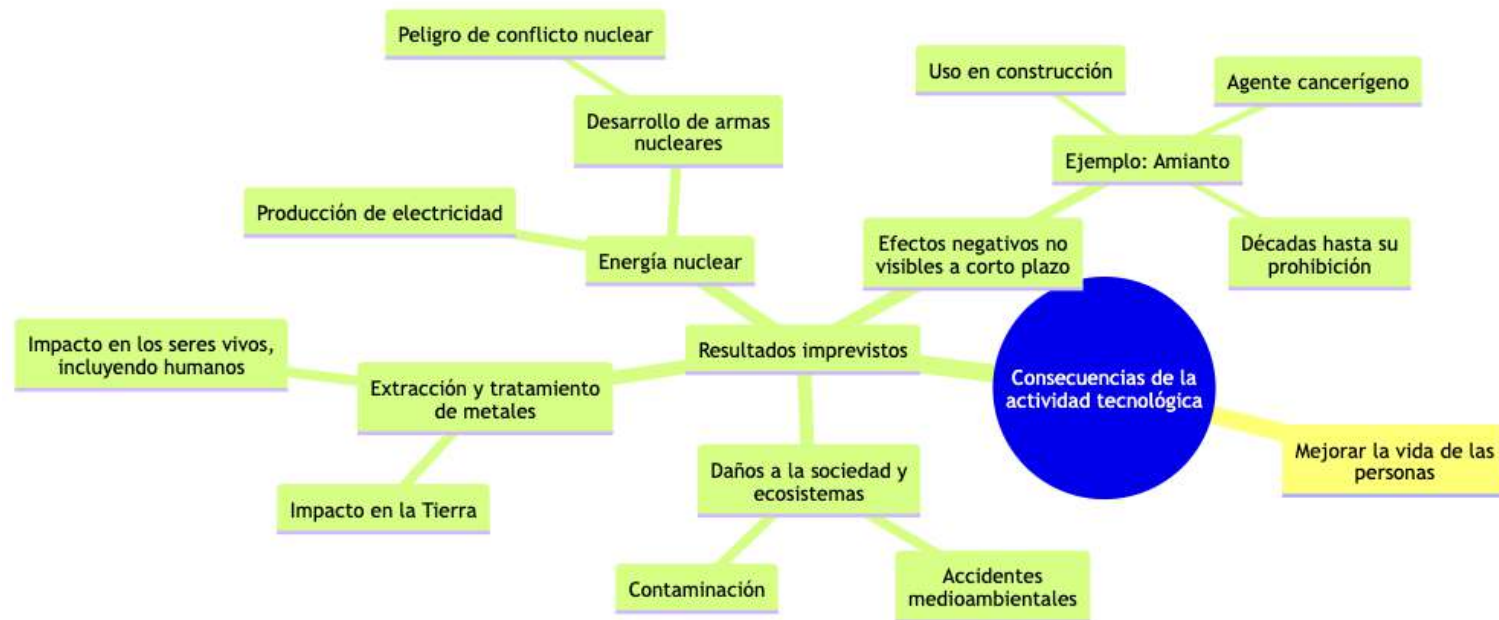 Peligro de conflicto nuclear
Uso en construcción
Agente cancerígeno
Desarrollo de armas
nucleares
Ejemplo: Amianto
Producción de electricidad
Energía nuclear
Efectos negativos no
visibles a corto plazo
Décadas hasta su
prohibición
Impacto en los seres vivos,
incluyendo humanos
Extracción y tratamiento
de metales
Resultados imprevistos
Consecuencias de la
actividad tecnológica
Mejorar la vida de las
personas
Impacto en la Tierra
Daños a la sociedad y
ecosistemas
Contaminación
Accidentes
medioambientales